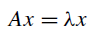 Ax = λx